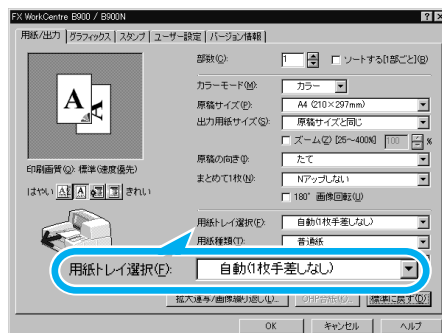 FX WorkCentre B900 / B900N
用紙/出力 グラフィックス スタンプ ユーザー設定 バージョン情報
部数(C): 1 ソートする[1部ごと](B)
カラーモード(M): カラー
原稿サイズ(P): A4 (210×297mm)
出力用紙サイズ(S): 原稿サイズと同じ
ズーム(Z) [25~400%] 100 %
原稿の向き(O): たて
まとめて1枚(N): Nアップしない
180° 画像回転(U)
印刷画質(Q): 標準(速度優先)
はやい きれい
用紙トレイ選択(F): 自動(1枚手差しなし)
用紙種類(T): 普通紙
用紙トレイ選択(F): 自動(1枚手差しなし)
拡大連写/画像繰り返し(L)... OHP合紙(V)... 標準に戻す(D)
OK キャンセル ヘルプ